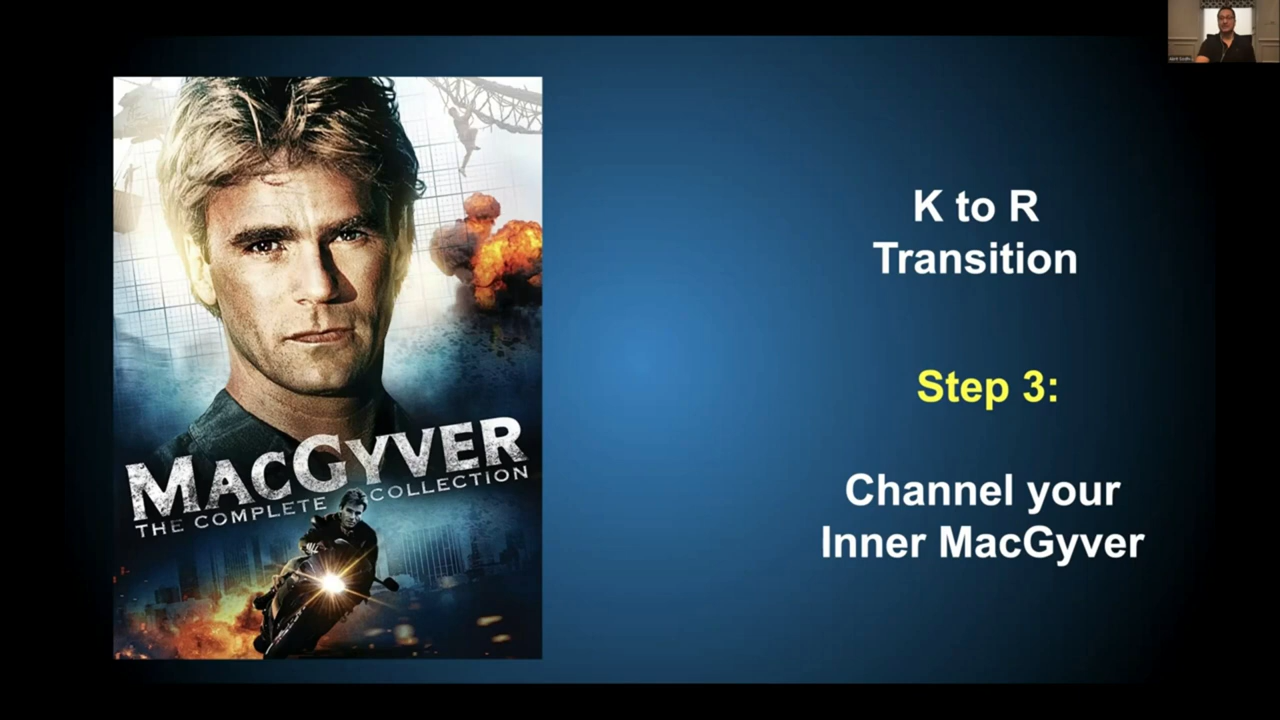 MACGYVER
THE COMPLETE COLLECTION
K to R
Transition
Step 3:
Channel your
Inner MacGyver